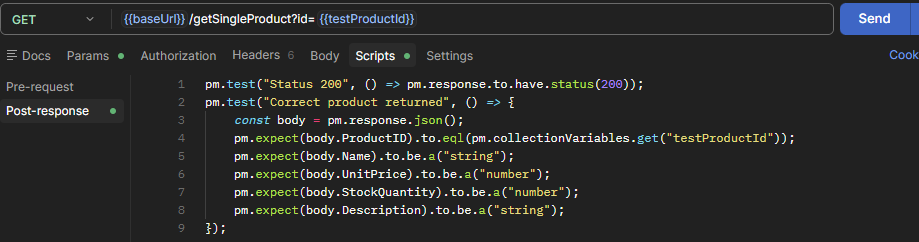 GET {{baseUrl}} /getSingleProduct?id= {{testProductId}} Send
Docs Params Authorization Headers 6 Body Scripts Settings Cook
Pre-request
Post-response
1 pm.test("Status 200", () => pm.response.to.have.status(200));
2 pm.test("Correct product returned", () => {
3 const body = pm.response.json();
4 pm.expect(body.ProductID).to.eql(pm.collectionVariables.get("testProductId"));
5 pm.expect(body.Name).to.be.a("string");
6 pm.expect(body.UnitPrice).to.be.a("number");
7 pm.expect(body.StockQuantity).to.be.a("number");
8 pm.expect(body.Description).to.be.a("string");
9 });